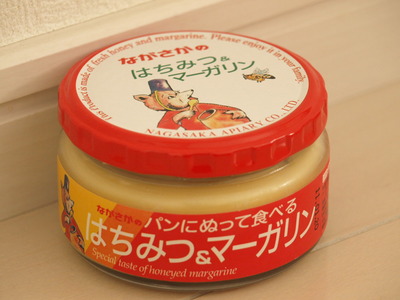 This Product is made of fresh honey and margarine. Please enjoy it in your Family.
ながさかの
はちみつ&
マーガリン
NAGASAKA APIARY CO., LTD.
ながさかの
パンにぬって食べる
はちみつ&マーガリン
Special taste of honeyed margarine